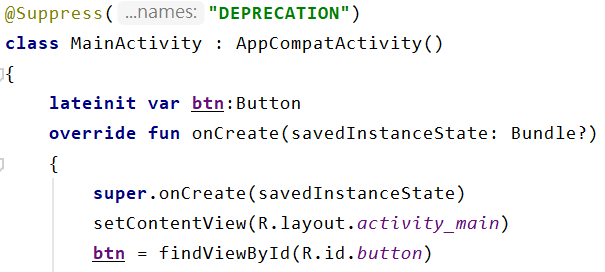 @Suppress( ...names: "DEPRECATION")
class MainActivity : AppCompatActivity()
{
lateinit var btn:Button
override fun onCreate(savedInstanceState: Bundle?)
{
super.onCreate(savedInstanceState)
setContentView(R.layout.activity_main)
btn = findViewById(R.id.button)